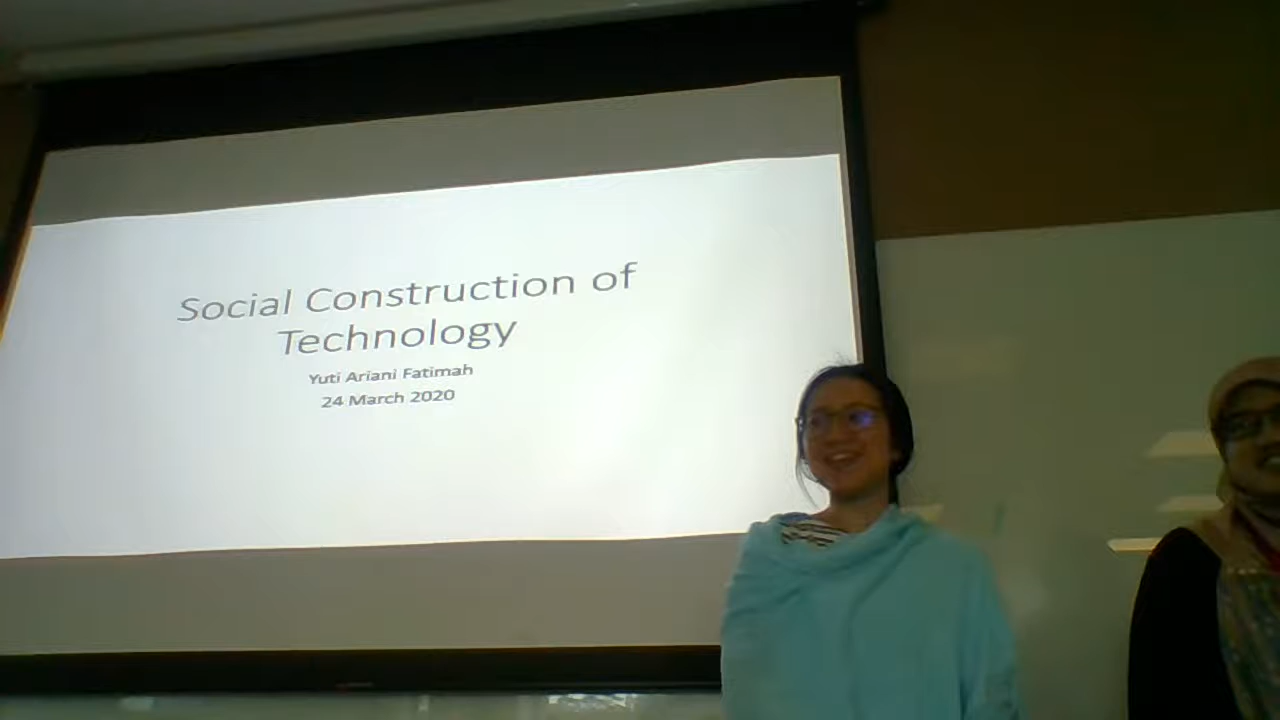 Social Construction of
Technology
Yuti Ariani Fatimah
24 March 2020